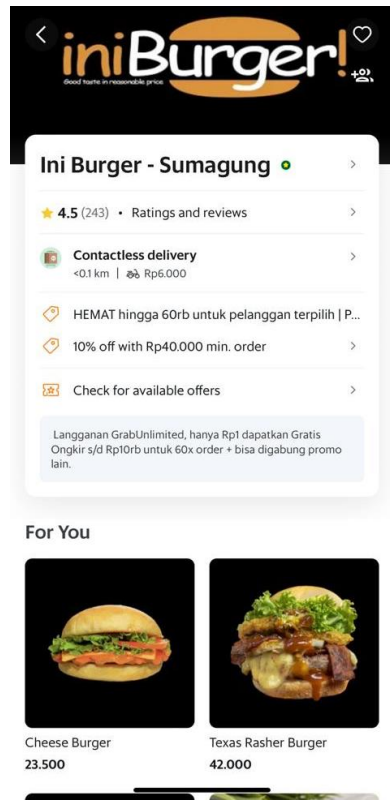 iniBurger!
Good taste in reasonable price
Ini Burger - Sumagung
4.5 (243) • Ratings and reviews
Contactless delivery
<0.1 km | Rp6.000
HEMAT hingga 60rb untuk pelanggan terpilih | P...
10% off with Rp40.000 min. order
Check for available offers
Langganan GrabUnlimited, hanya Rp1 dapatkan Gratis
Ongkir s/d Rp10rb untuk 60x order + bisa digabung promo
lain.
For You
Cheese Burger
Texas Rasher Burger
23.500
42.000